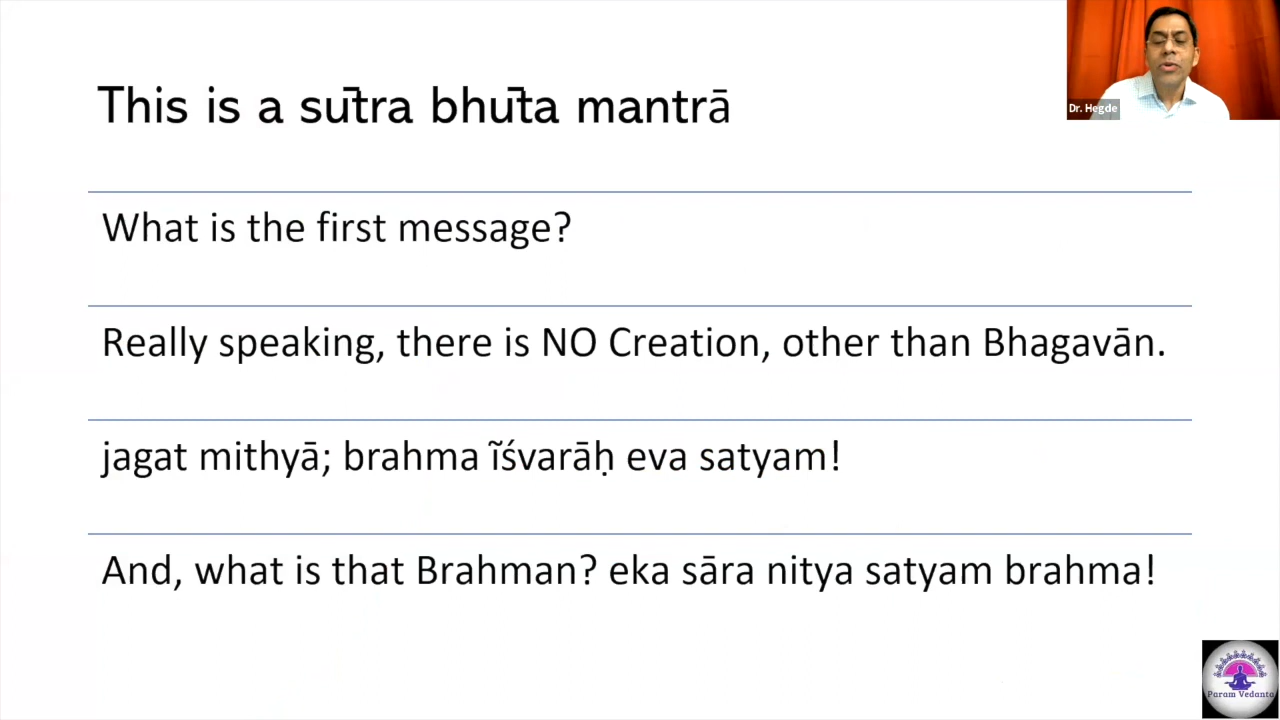 This is a sūtra bhūta mantrā
Dr. Hegde
What is the first message?
Really speaking, there is NO Creation, other than Bhagavān.
jagat mithyā; brahma ĩśvarāḥ eva satyam!
And, what is that Brahman? eka sāra nitya satyam brahma!
Param Vedanta